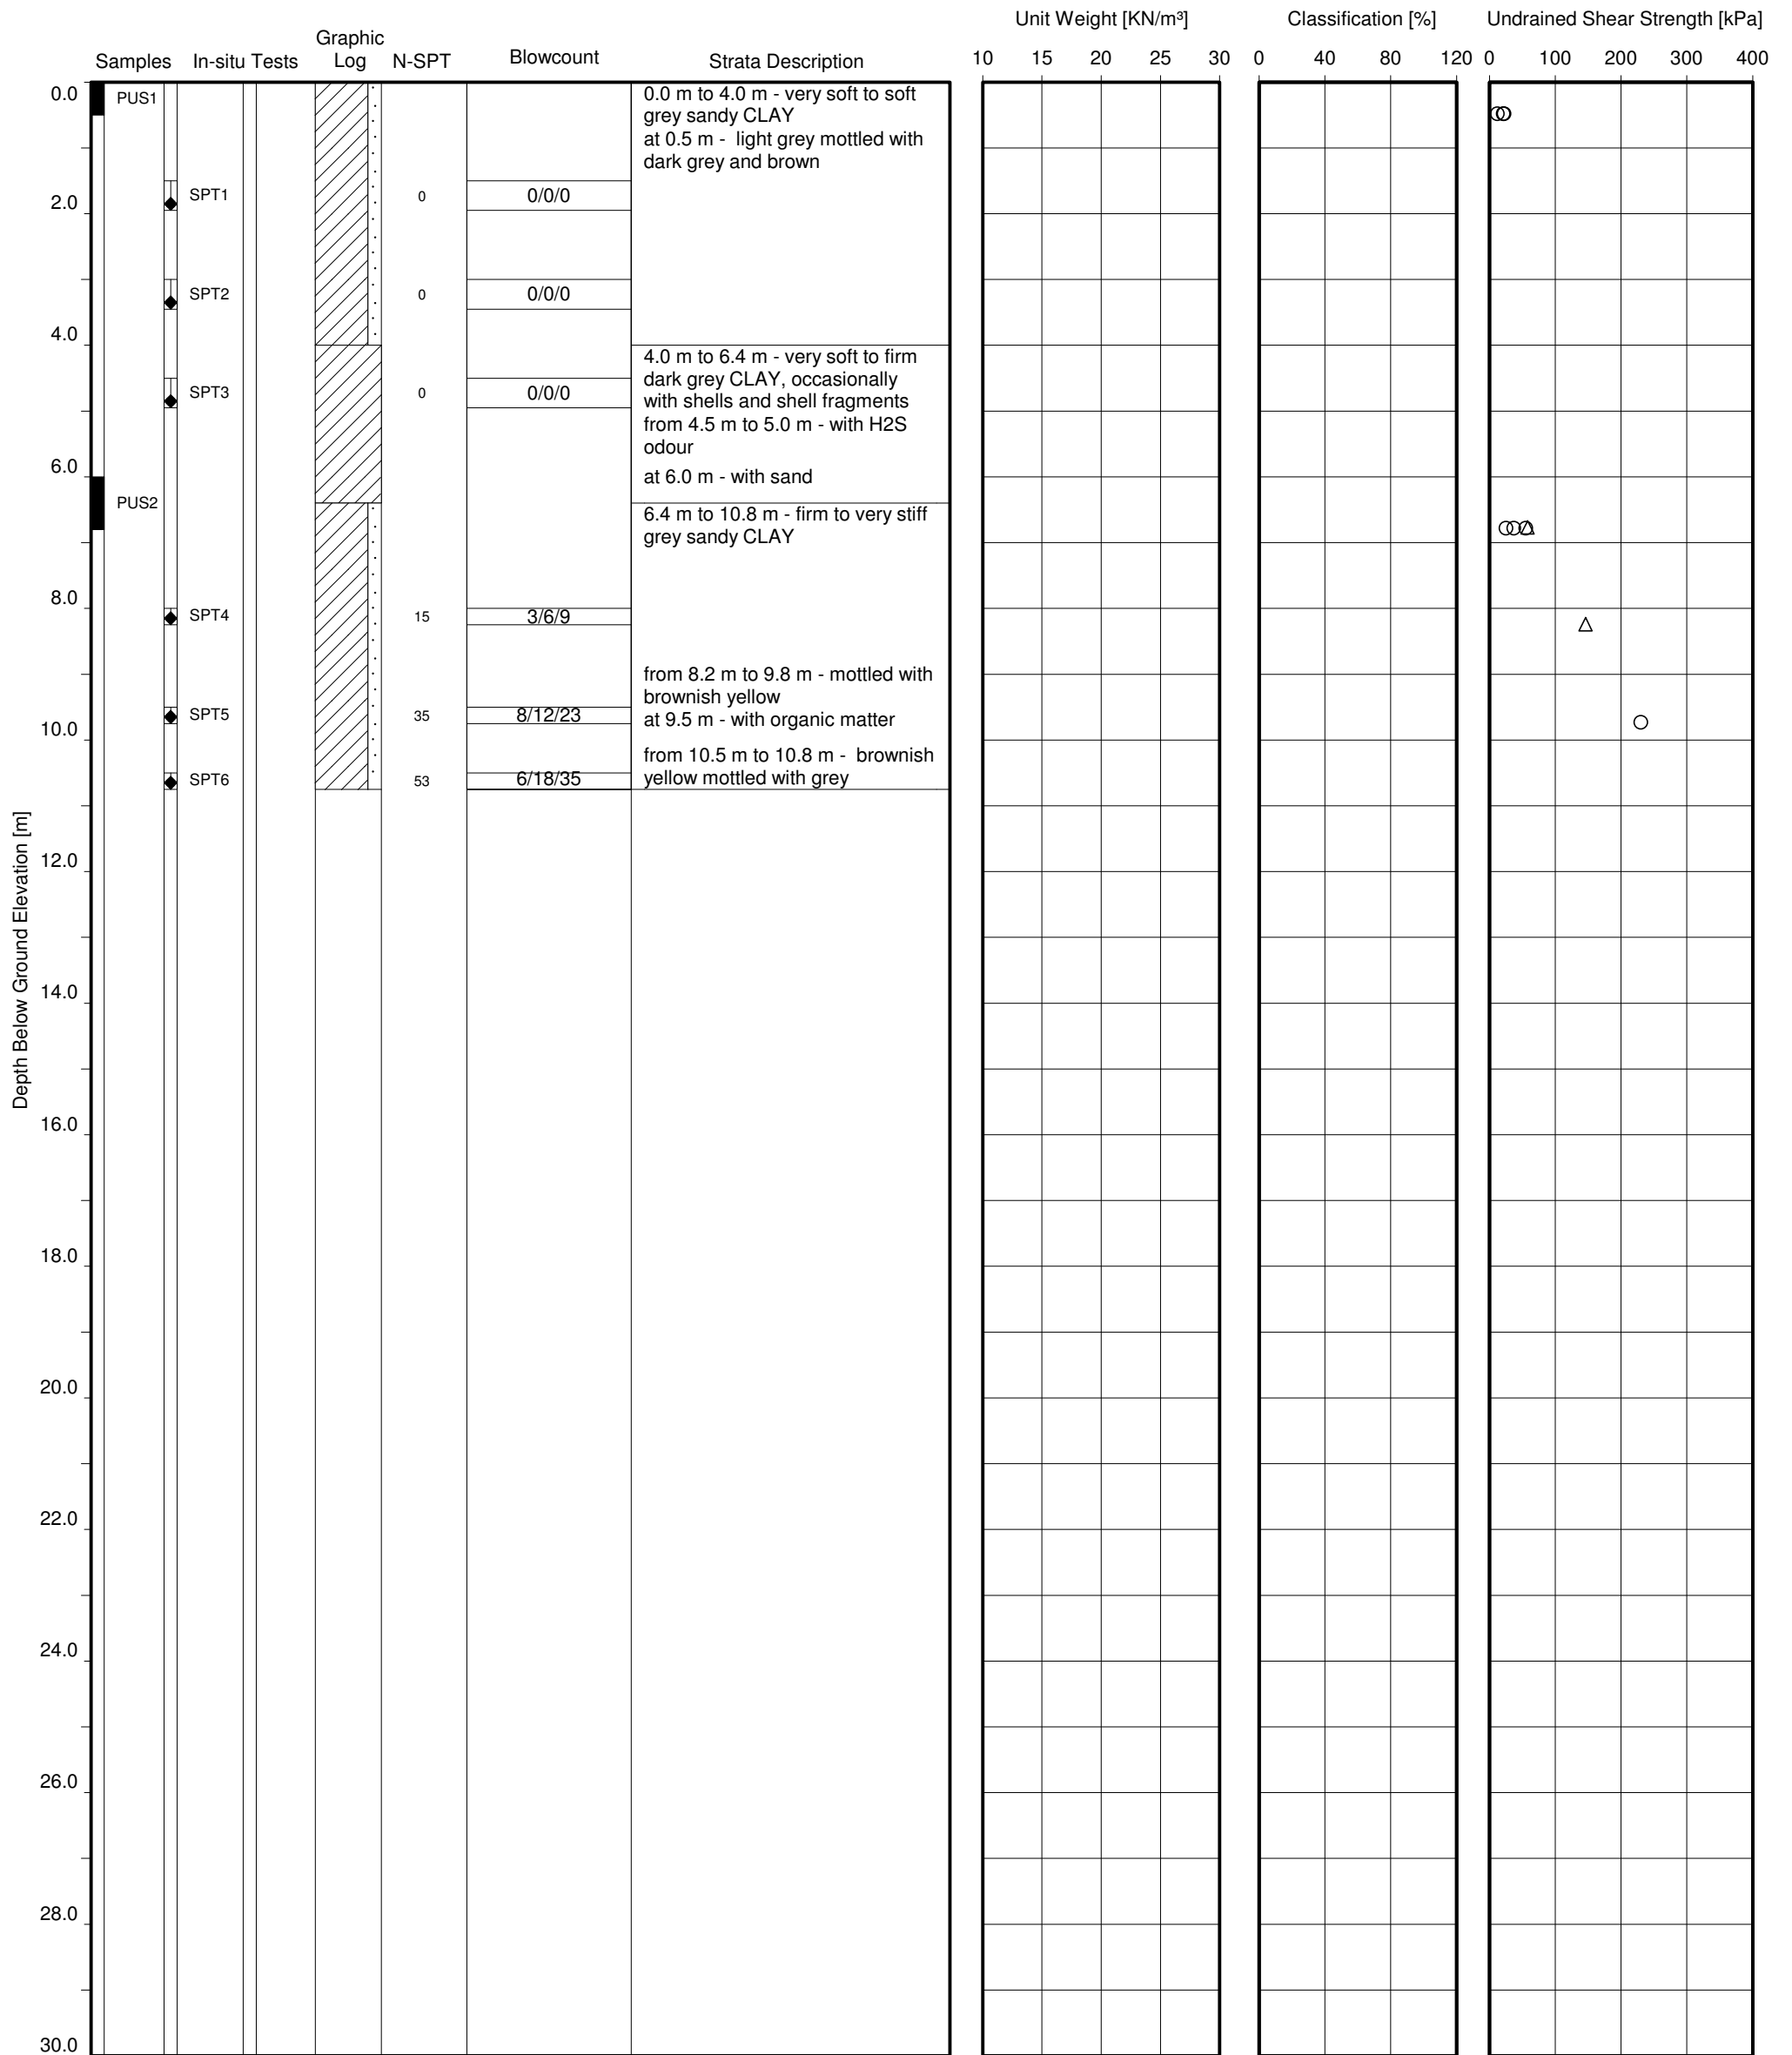 Unit Weight [KN/m³]
Classification [%]
Undrained Shear Strength [kPa]
Samples
In-situ Tests
Graphic
Log
N-SPT
Blowcount
Strata Description
10 15 20 25 30
0 40 80 120
0 100 200 300 400
Depth Below Ground Elevation [m]
0.0
PUS1
0.0 m to 4.0 m - very soft to soft
grey sandy CLAY
at 0.5 m - light grey mottled with
dark grey and brown
2.0
SPT1
0
0/0/0
SPT2
0
0/0/0
4.0
4.0 m to 6.4 m - very soft to firm
dark grey CLAY, occasionally
with shells and shell fragments
SPT3
0
0/0/0
from 4.5 m to 5.0 m - with H2S
odour
6.0
at 6.0 m - with sand
PUS2
6.4 m to 10.8 m - firm to very stiff
grey sandy CLAY
8.0
SPT4
15
3/6/9
from 8.2 m to 9.8 m - mottled with
brownish yellow
SPT5
35
8/12/23
at 9.5 m - with organic matter
10.0
from 10.5 m to 10.8 m - brownish
yellow mottled with grey
SPT6
53
6/18/35
12.0
14.0
16.0
18.0
20.0
22.0
24.0
26.0
28.0
30.0